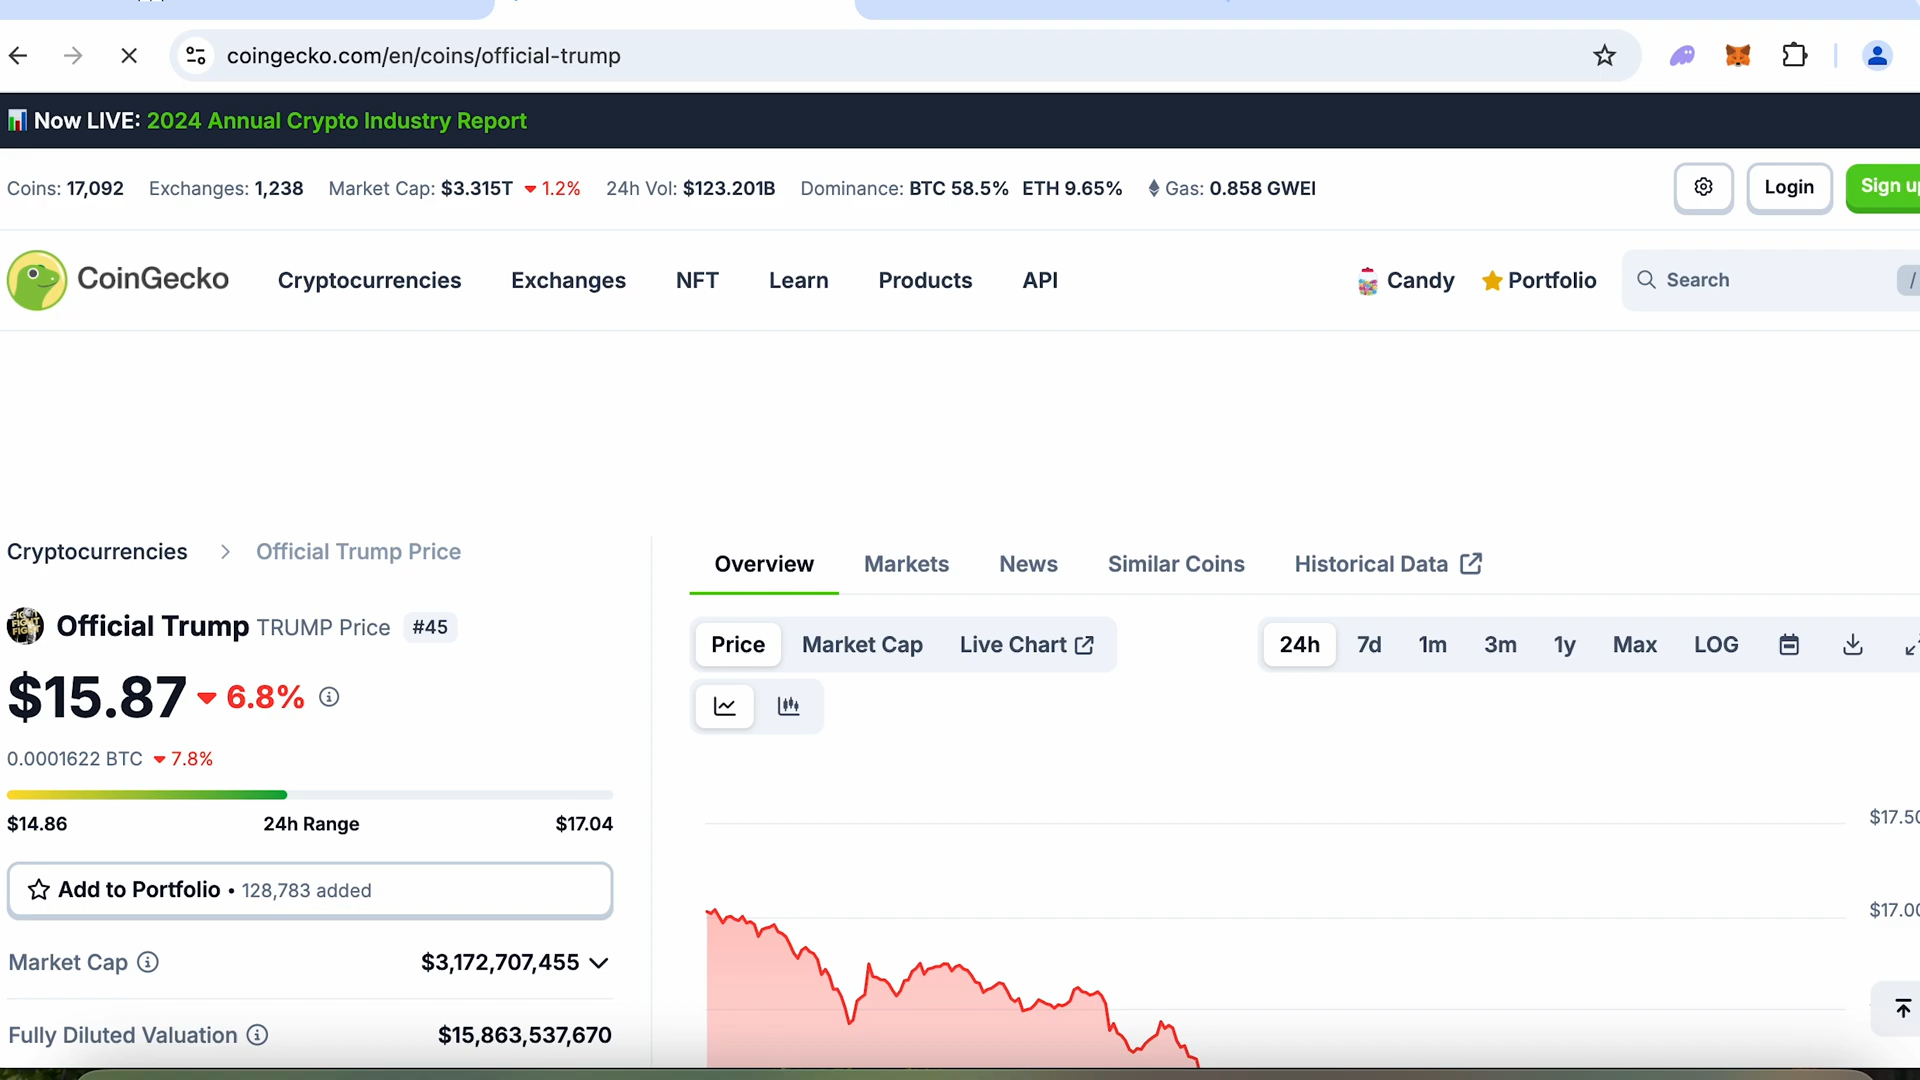 coingecko.com/en/coins/official-trump
Now LIVE: 2024 Annual Crypto Industry Report
Coins: 17,092 Exchanges: 1,238 Market Cap: $3.315T 1.2% 24h Vol: $123.201B Dominance: BTC 58.5% ETH 9.65% Gas: 0.858 GWEI
Login
Sign u
CoinGecko Cryptocurrencies Exchanges NFT Learn Products API Candy Portfolio Search /
Cryptocurrencies Official Trump Price
Official Trump TRUMP Price #45
$15.87 6.8%
0.0001622 BTC 7.8%
$14.86 24h Range $17.04
Add to Portfolio • 128,783 added
Market Cap $3,172,707,455
Fully Diluted Valuation $15,863,537,670
Overview Markets News Similar Coins Historical Data
Price Market Cap Live Chart 24h 7d 1m 3m 1y Max LOG
$17.50
$17.00